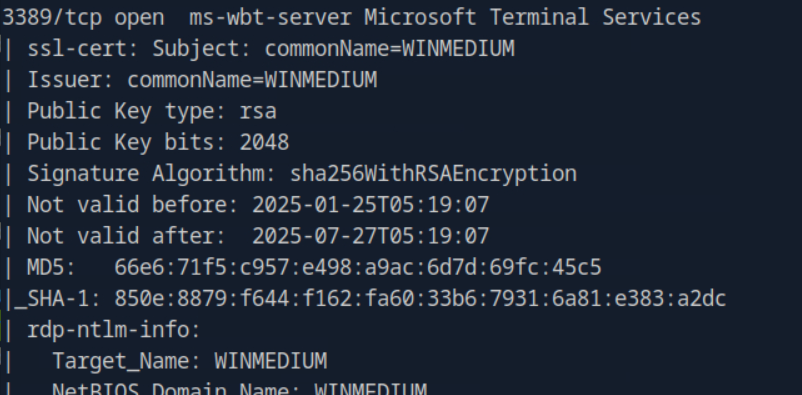 3389/tcp open  ms-wbt-server Microsoft Terminal Services
| ssl-cert: Subject: commonName=WINMEDIUM
| Issuer: commonName=WINMEDIUM
| Public Key type: rsa
| Public Key bits: 2048
| Signature Algorithm: sha256WithRSAEncryption
| Not valid before: 2025-01-25T05:19:07
| Not valid after:  2025-07-27T05:19:07
| MD5:   66e6:71f5:c957:e498:a9ac:6d7d:69fc:45c5
|_SHA-1: 850e:8879:f644:f162:fa60:33b6:7931:6a81:e383:a2dc
| rdp-ntlm-info:
|   Target_Name: WINMEDIUM
|   NetBIOS_Domain_Name: WINMEDIUM